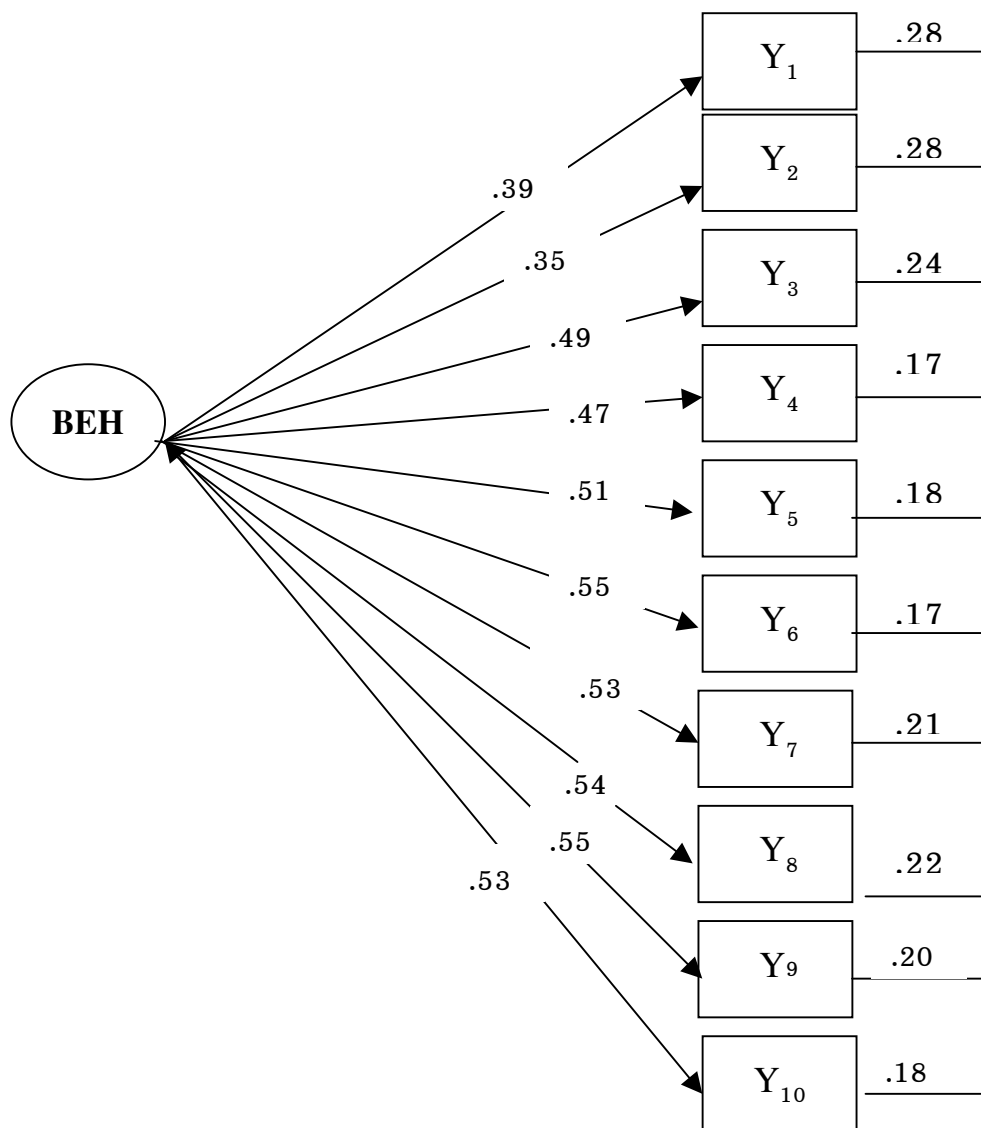 .28
Y₁
.28
Y₂
.39
.35
.24
Y₃
.49
.17
Y₄
BEH
.47
.51
.18
Y₅
.55
.17
Y₆
.53
.21
Y₇
.54
.22
Y₈
.55
.53
.20
Y9
.18
Y₁₀